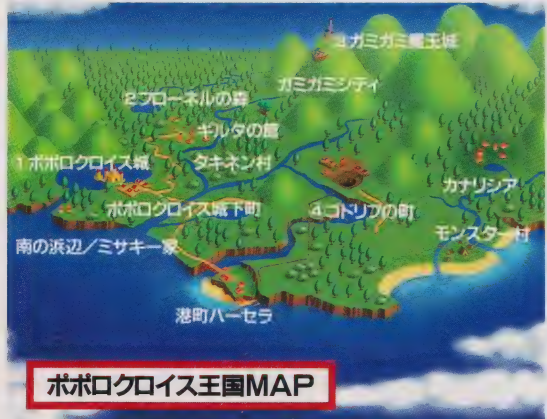 3 ガミガミ魔王城
ガミガミシティ
2 フローネルの森
ギルダの館
1 ポポロクロイス城
タキネン村
カナリシア
ポポロクロイス城下町
4 コドリフの町
モンスター村
南の浜辺/ミサキー家
港町パーセラ
ポポロクロイス王国MAP